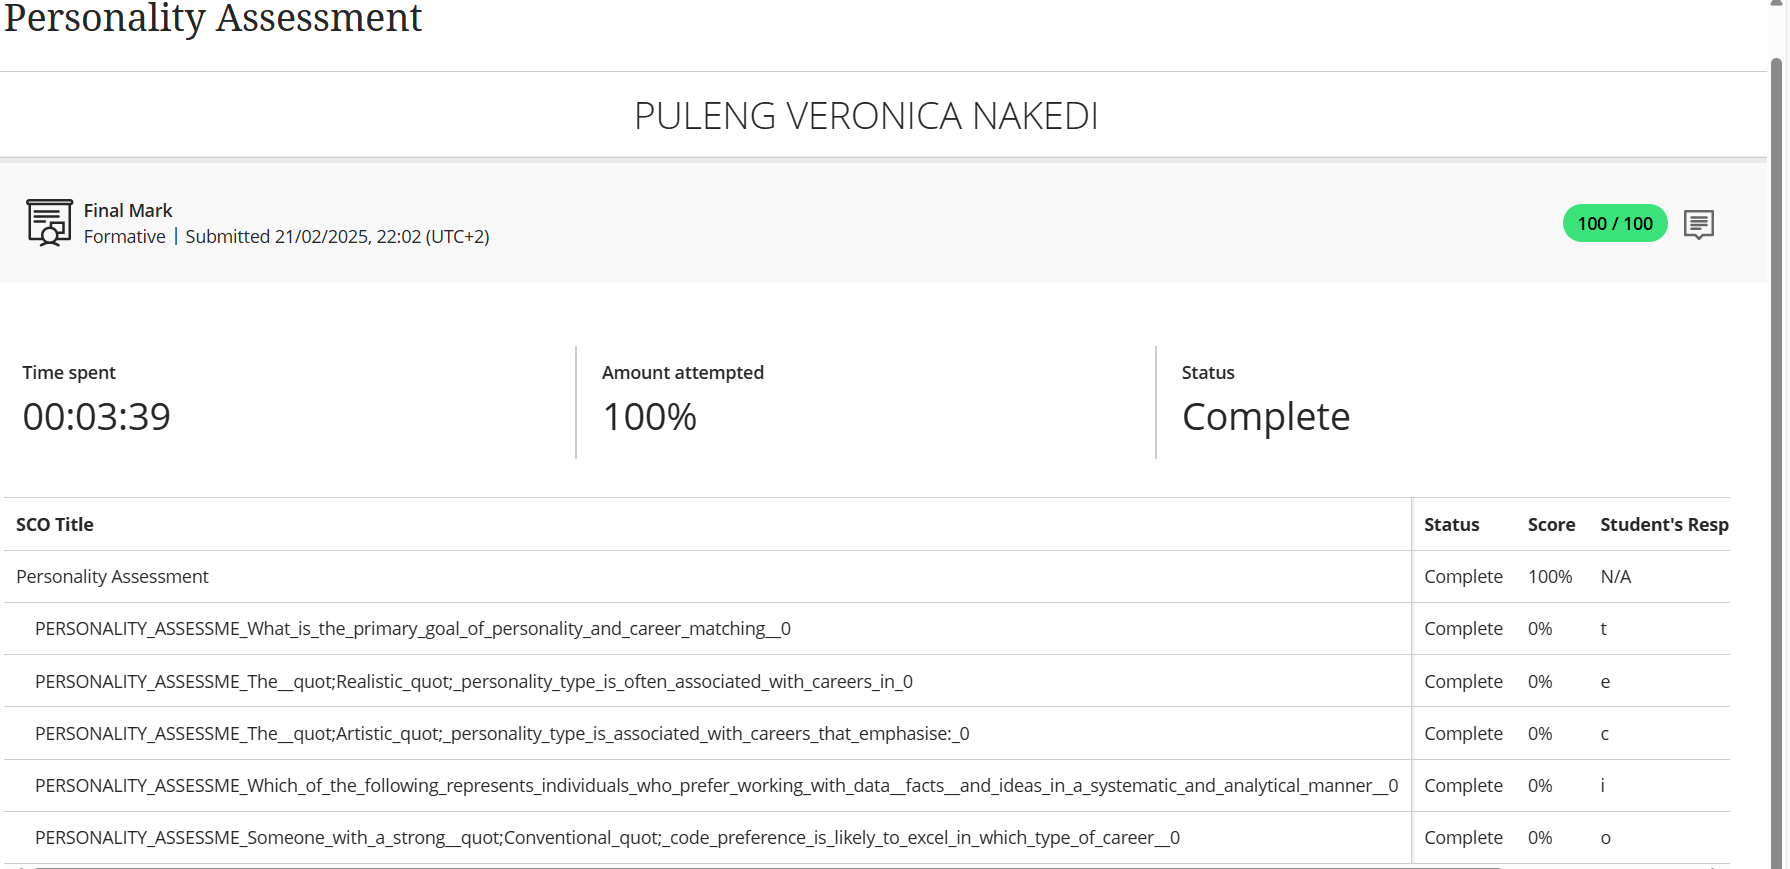 Personality Assessment
PULENG VERONICA NAKEDI
Final Mark
Formative | Submitted 21/02/2025, 22:02 (UTC+2)
100 / 100
Time spent
00:03:39
Amount attempted
100%
Status
Complete
SCO Title Status Score Student's Resp
Personality Assessment Complete 100% N/A
PERSONALITY_ASSESSME_What_is_the_primary_goal_of_personality_and_career_matching__0 Complete 0% t
PERSONALITY_ASSESSME_The__quot;Realistic_quot;_personality_type_is_often_associated_with_careers_in_0 Complete 0% e
PERSONALITY_ASSESSME_The__quot;Artistic_quot;_personality_type_is_associated_with_careers_that_emphasise:_0 Complete 0% c
PERSONALITY_ASSESSME_Which_of_the_following_represents_individuals_who_prefer_working_with_data__facts__and_ideas_in_a_systematic_and_analytical_manner__0 Complete 0% i
PERSONALITY_ASSESSME_Someone_with_a_strong__quot;Conventional_quot;_code_preference_is_likely_to_excel_in_which_type_of_career__0 Complete 0% o